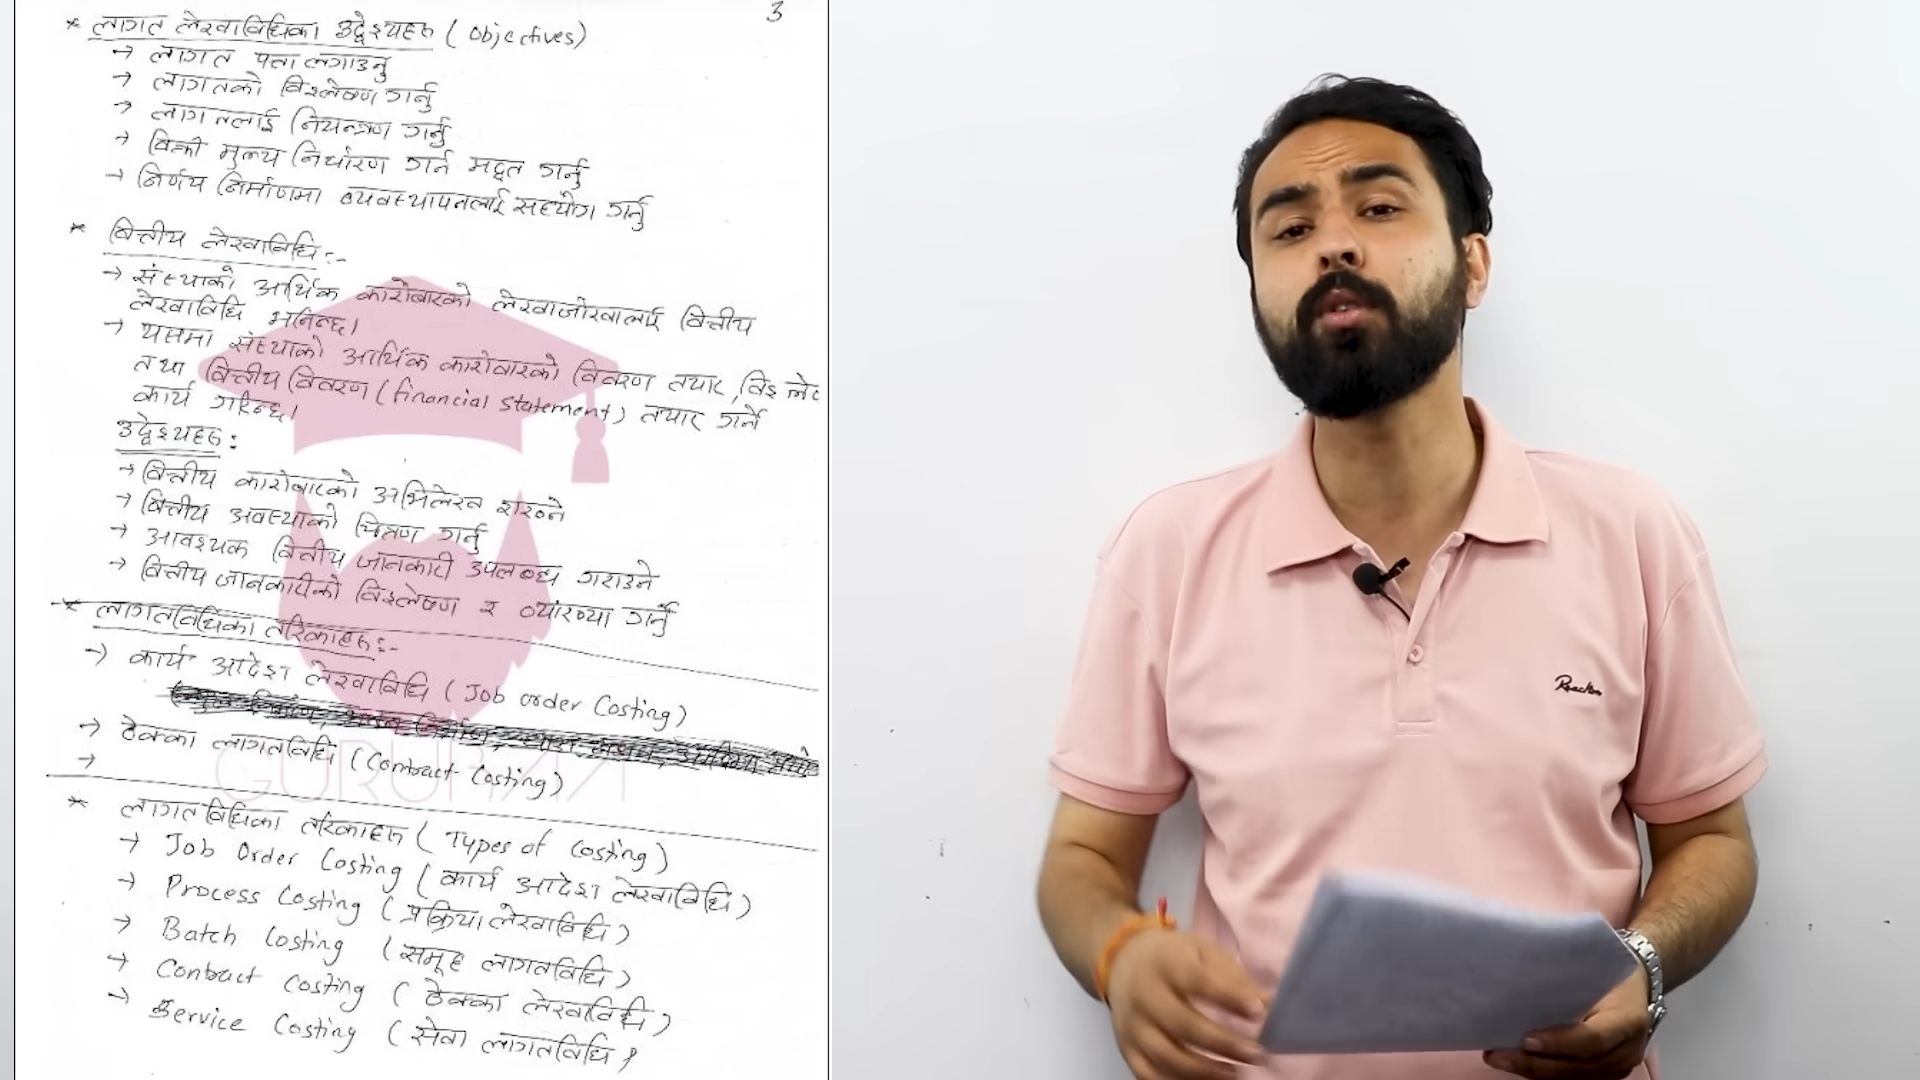 3
* लागत लेखाविधिका उद्देश्यहरु (Objectives)
→ लागत पत्ता लगाउनु
→ लागतको विश्लेषण गर्नु
→ लागतलाई नियन्त्रण गर्नु
→ विक्री मुल्य निर्धारण गर्न मद्दत गर्नु
→ निर्णय निर्माणमा व्यवस्थापनलाई सहयोग गर्नु
* वित्तीय लेखाविधि :-
→ संस्थाको आर्थिक कारोबारको लेखाजोखालाई वित्तीय
लेखाविधि भनिन्छ।
→ यसमा संस्थाको आर्थिक कारोवारको विवरण तयार,
तथा वित्तीय विवरण (financial statement) तयार गर्ने
कार्य गरिन्छ।
उद्देश्यहरु :
→ वित्तीय कारोबारको अभिलेख राख्ने
→ वित्तीय अवस्थाको चित्रण गर्नु
→ आवश्यक वित्तीय जानकारी उपलब्ध गराउने
→ वित्तीय जानकारीको विश्लेषण र व्याख्या गर्नु
* लागतविधिका तरिकाहरु :-
→ कार्य आदेश लेखाविधि (Job order Costing)
→ ठेक्का लागतविधि (Contract Costing)
→
* लागतविधिका तरिकाहरु (Types of Costing)
→ Job Order Costing (कार्य आदेश लेखाविधि)
→ Process Costing (प्रक्रिया लेखाविधि)
→ Batch Costing (समूह लागतविधि)
→ Contract Costing (ठेक्का लेखाविधि)
→ Service Costing (सेवा लागतविधि)